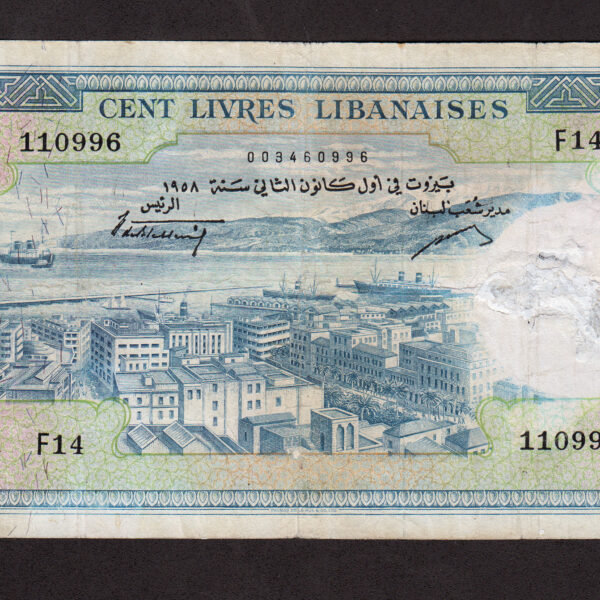 CENT LIVRES LIBANAISES
110996
F14
003460996
بيروت في أول كانون الثاني سنة ١٩٥٨
الرئيس
مدير شعب لبنان
F14
11099